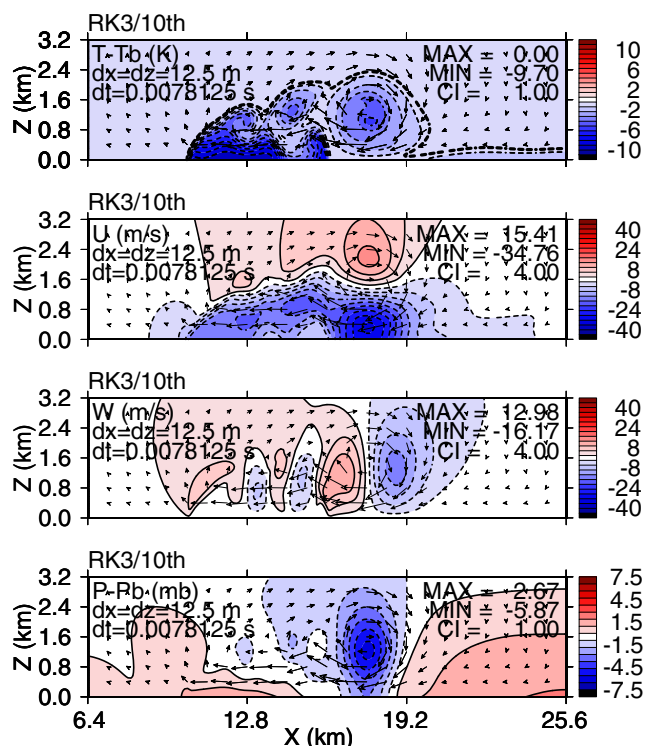 RK3/10th
3.2 T-Tb (K) MAX = 0.00 10
2.4 dx=dz=12.5 m MIN = -9.70 6
1.6 dt=0.0078125 s CI = 1.00 2
Z (km) 0.8 -2
0.0 -6
-10
RK3/10th
3.2 U (m/s) MAX = 15.41 40
2.4 dx=dz=12.5 m MIN = -34.76 24
1.6 dt=0.0078125 s CI = 4.00 8
Z (km) 0.8 -8
0.0 -24
-40
RK3/10th
3.2 W (m/s) MAX = 12.98 40
2.4 dx=dz=12.5 m MIN = -16.17 24
1.6 dt=0.0078125 s CI = 4.00 8
Z (km) 0.8 -8
0.0 -24
-40
RK3/10th
3.2 P-Pb (mb) MAX = 2.67 7.5
2.4 dx=dz=12.5 m MIN = -5.87 4.5
1.6 dt=0.0078125 s CI = 1.00 1.5
Z (km) 0.8 -1.5
0.0 -4.5
-7.5
6.4 12.8 19.2 25.6
X (km)